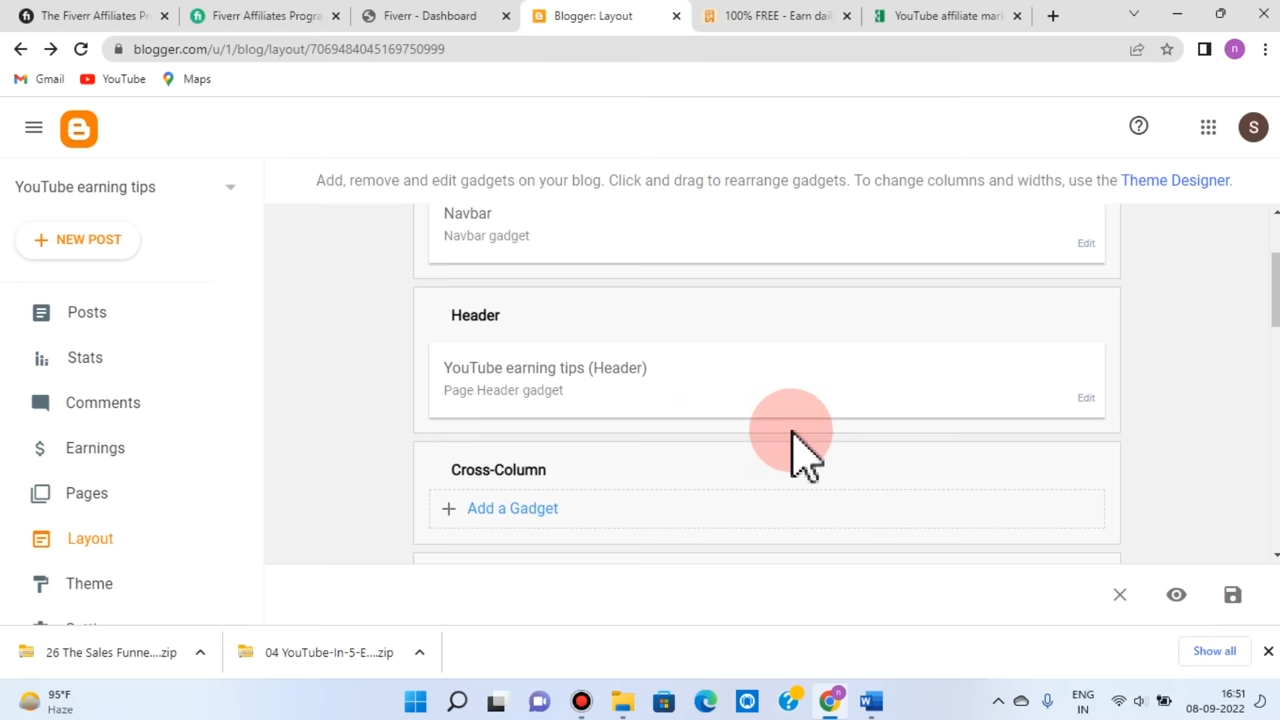 The Fiverr Affiliates Pr
Fiverr Affiliates Progra
Fiverr - Dashboard
Blogger: Layout
100% FREE - Earn dail
YouTube affiliate mar
blogger.com/u/1/blog/layout/7069484045169750999
n
Gmail
YouTube
Maps
S
YouTube earning tips
Add, remove and edit gadgets on your blog. Click and drag to rearrange gadgets. To change columns and widths, use the Theme Designer.
NEW POST
Navbar
Navbar gadget
Edit
Posts
Header
Stats
YouTube earning tips (Header)
Page Header gadget
Edit
Comments
Earnings
Cross-Column
Pages
Add a Gadget
Layout
Theme
26 The Sales Funne....zip
04 YouTube-In-5-E....zip
Show all
95°F
Haze
ENG
IN
16:51
08-09-2022